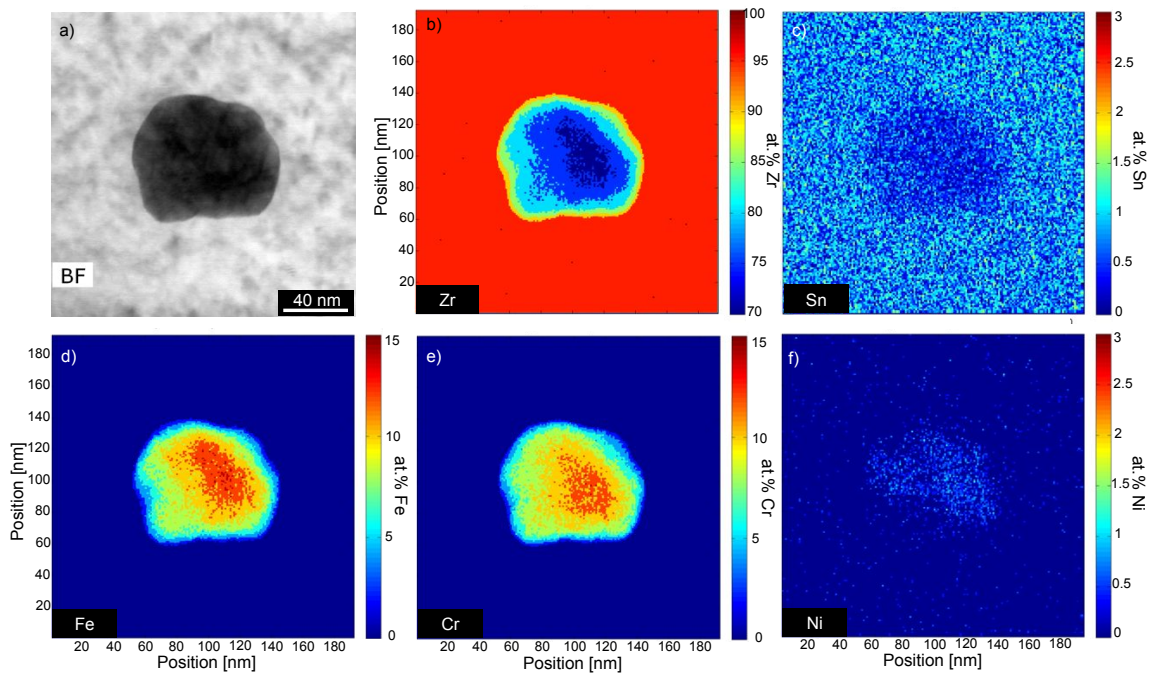 a)
BF
40 nm
b)
Position [nm]
180
160
140
120
100
80
60
40
20
Zr
100
95
90
85
80
75
70
at.% Zr
c)
Sn
3
2.5
2
1.5
1
0.5
0
at.% Sn
d)
Position [nm]
180
160
140
120
100
80
60
40
20
Fe
20 40 60 80 100 120 140 160 180
Position [nm]
15
10
5
0
at.% Fe
e)
Cr
20 40 60 80 100 120 140 160 180
Position [nm]
15
10
5
0
at.% Cr
f)
Ni
20 40 60 80 100 120 140 160 180
Position [nm]
3
2.5
2
1.5
1
0.5
0
at.% Ni